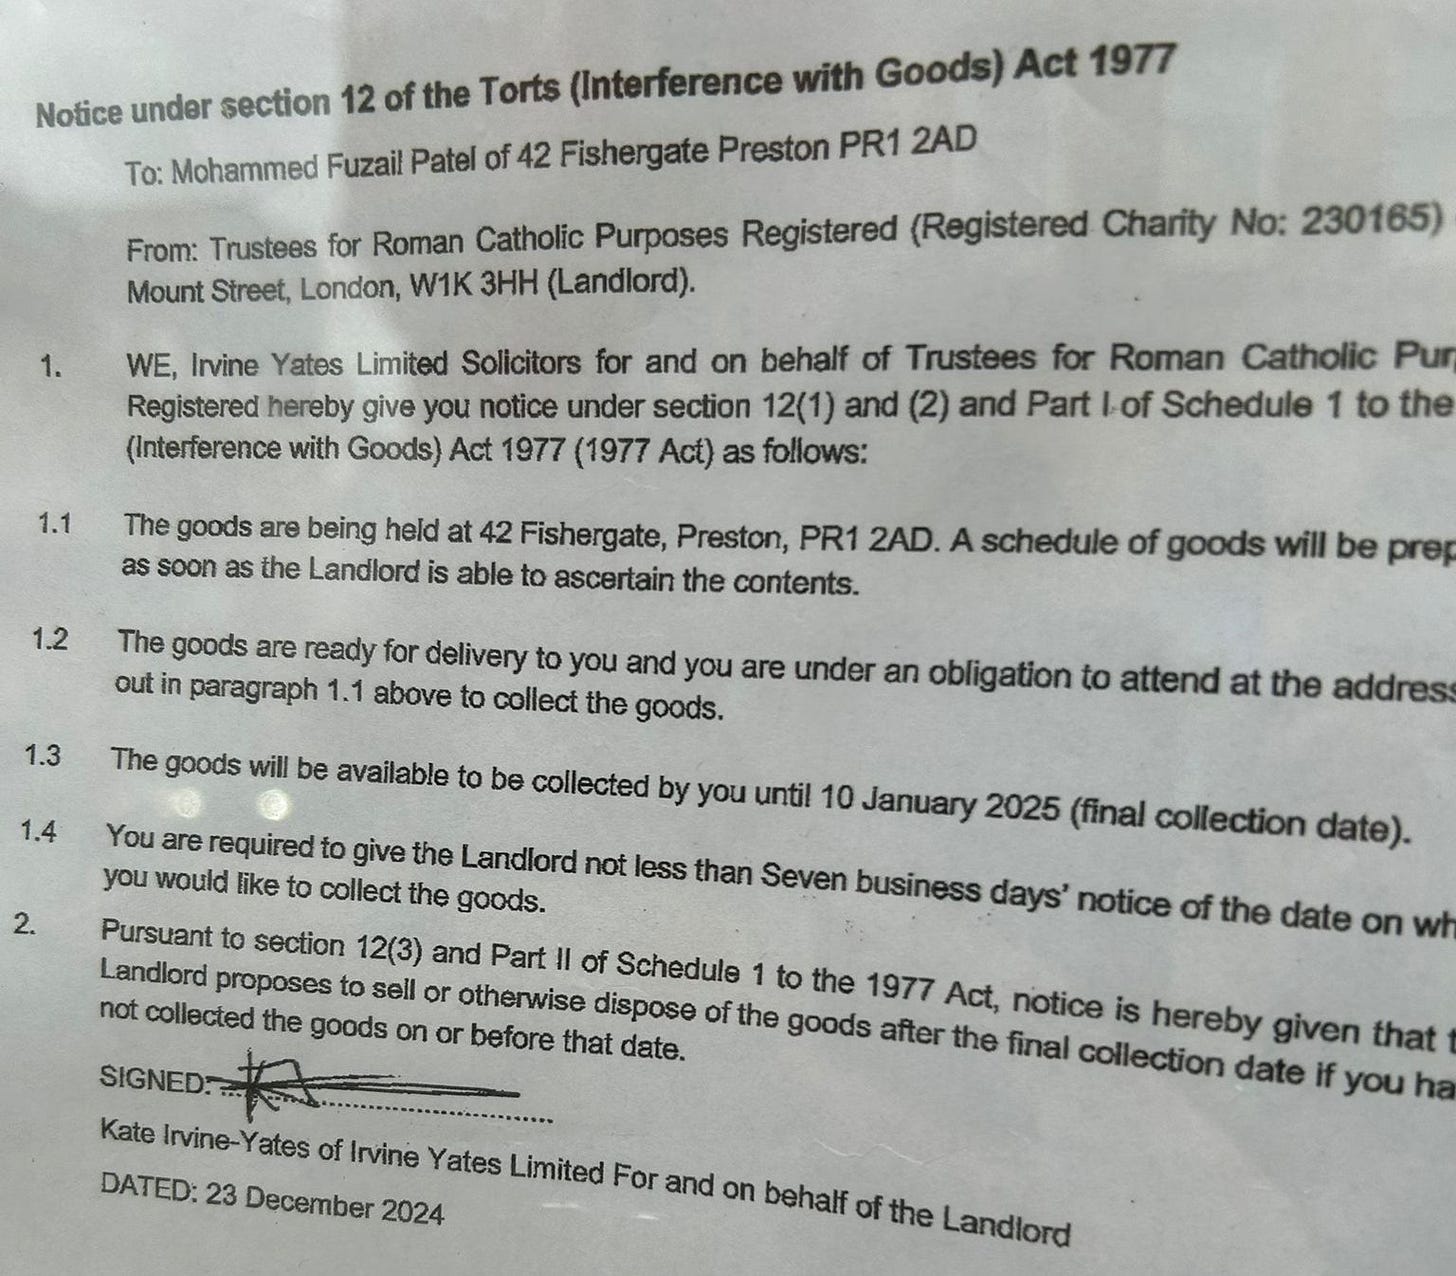 Notice under section 12 of the Torts (Interference with Goods) Act 1977
To: Mohammed Fuzail Patel of 42 Fishergate Preston PR1 2AD
From: Trustees for Roman Catholic Purposes Registered (Registered Charity No: 230165)
Mount Street, London, W1K 3HH (Landlord).
1. WE, Irvine Yates Limited Solicitors for and on behalf of Trustees for Roman Catholic
Registered hereby give you notice under section 12(1) and (2) and Part I of Schedule 1 to the
(Interference with Goods) Act 1977 (1977 Act) as follows:
1.1 The goods are being held at 42 Fishergate, Preston, PR1 2AD. A schedule of goods will be
as soon as the Landlord is able to ascertain the contents.
1.2 The goods are ready for delivery to you and you are under an obligation to attend at the address
out in paragraph 1.1 above to collect the goods.
1.3 The goods will be available to be collected by you until 10 January 2025 (final collection date).
1.4 You are required to give the Landlord not less than Seven business days' notice of the date on
you would like to collect the goods.
2. Pursuant to section 12(3) and Part II of Schedule 1 to the 1977 Act, notice is hereby given that
Landlord proposes to sell or otherwise dispose of the goods after the final collection date if you
not collected the goods on or before that date.
SIGNED:
Kate Irvine-Yates of Irvine Yates Limited For and on behalf of the Landlord
DATED: 23 December 2024